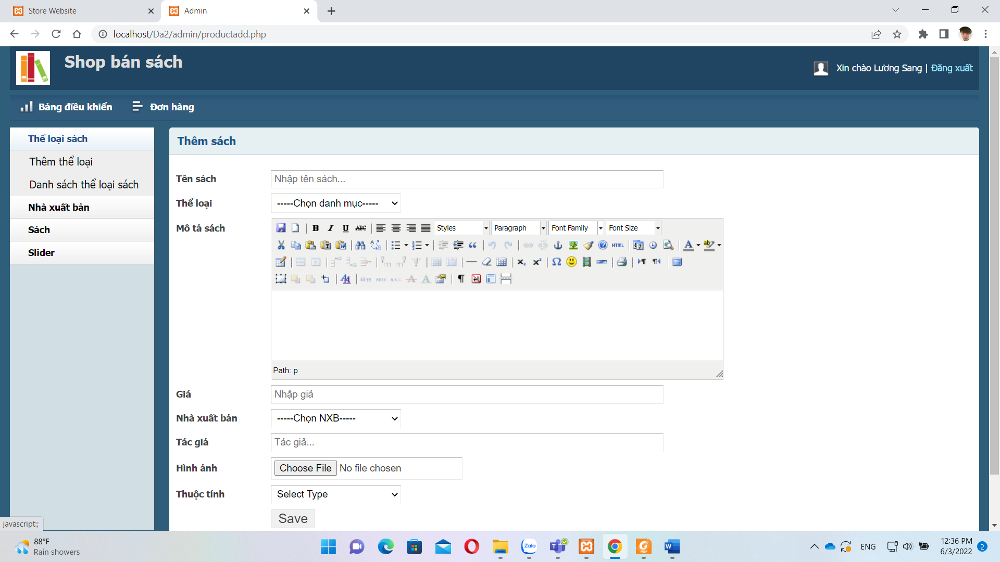 Store Website
Admin
localhost/Da2/admin/productadd.php
Shop bán sách
Xin chào Lương Sang | Đăng xuất
Bảng điều khiển
Đơn hàng
Thể loại sách
Thêm thể loại
Danh sách thể loại sách
Nhà xuất bản
Sách
Slider
Thêm sách
Tên sách
Nhập tên sách...
Thể loại
-----Chọn danh mục-----
Mô tả sách
B I U ABC
Styles
Paragraph
Font Family
Font Size
HTML
Path: p
Giá
Nhập giá
Nhà xuất bản
-----Chọn NXB-----
Tác giả
Tác giả...
Hình ảnh
Choose File No file chosen
Thuộc tính
Select Type
Save
javascript:;
88°F
Rain showers
Zalo
PDF
ENG
12:36 PM
6/3/2022
2